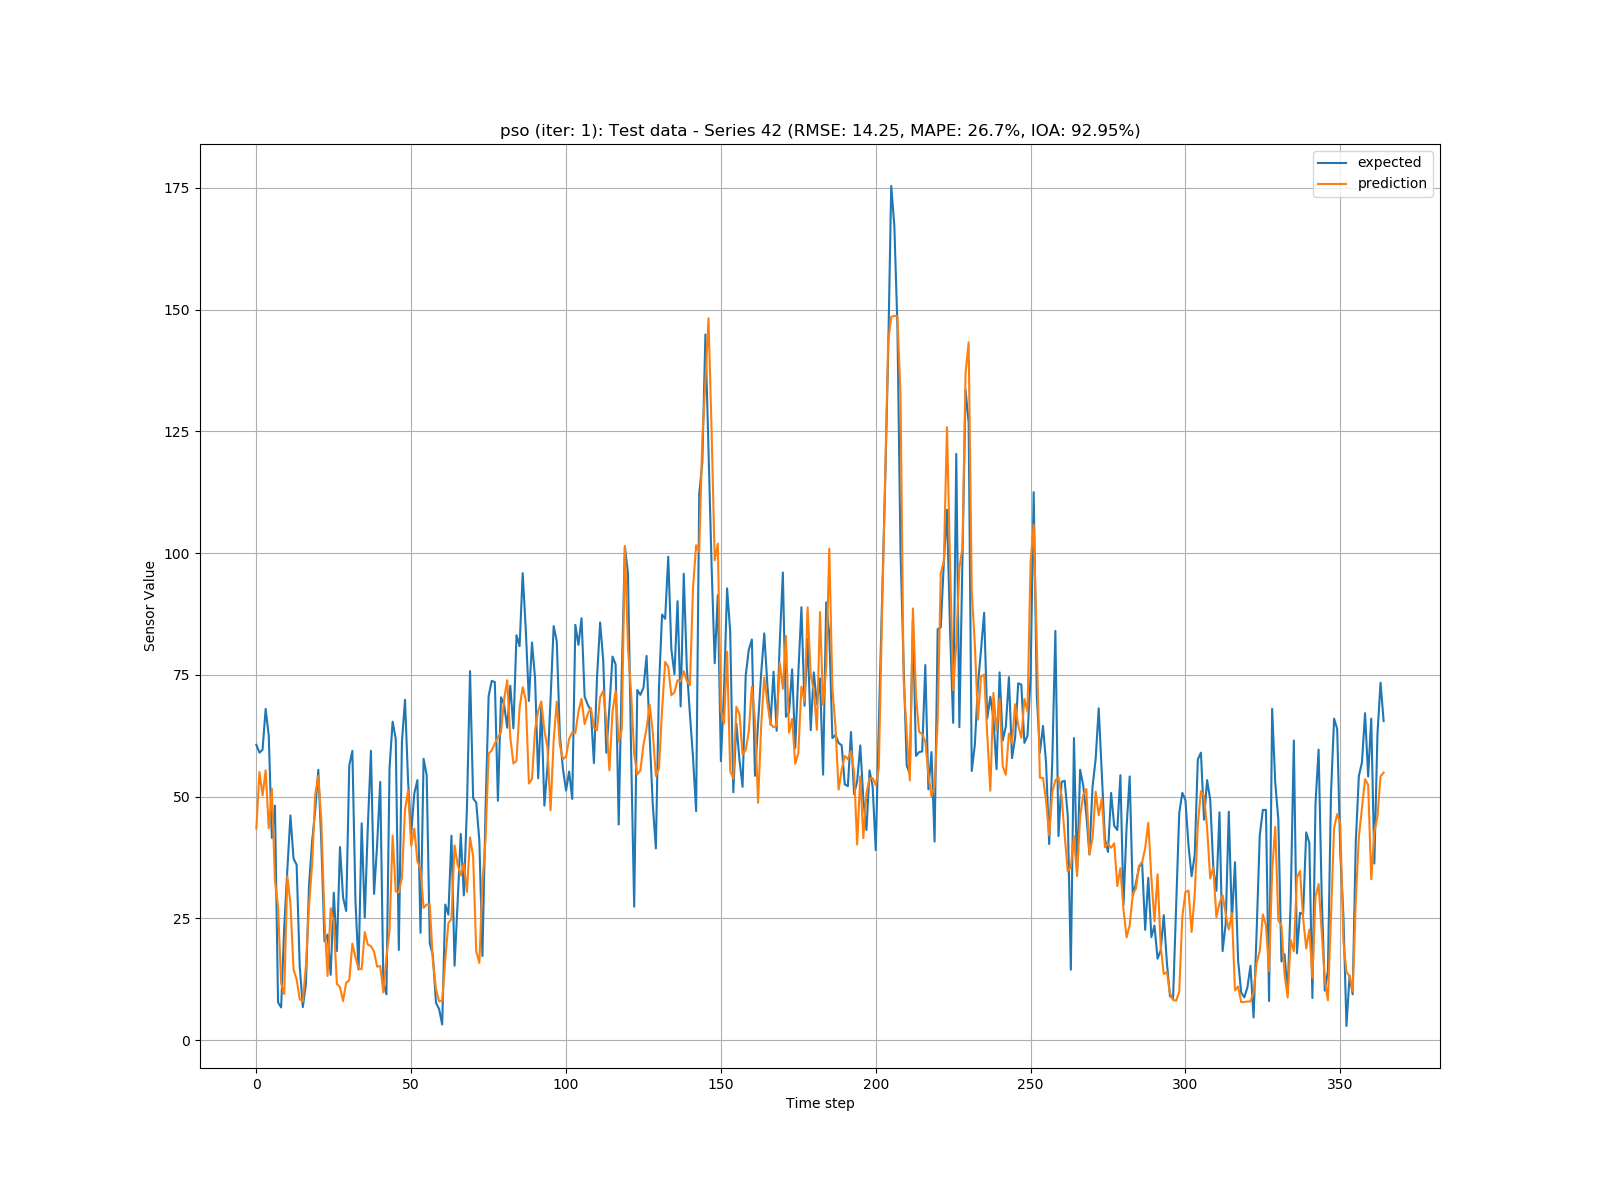 pso (iter: 1): Test data - Series 42 (RMSE: 14.25, MAPE: 26.7%, IOA: 92.95%)
expected
prediction
175
150
125
100
75
50
25
0
Sensor Value
0 50 100 150 200 250 300 350
Time step